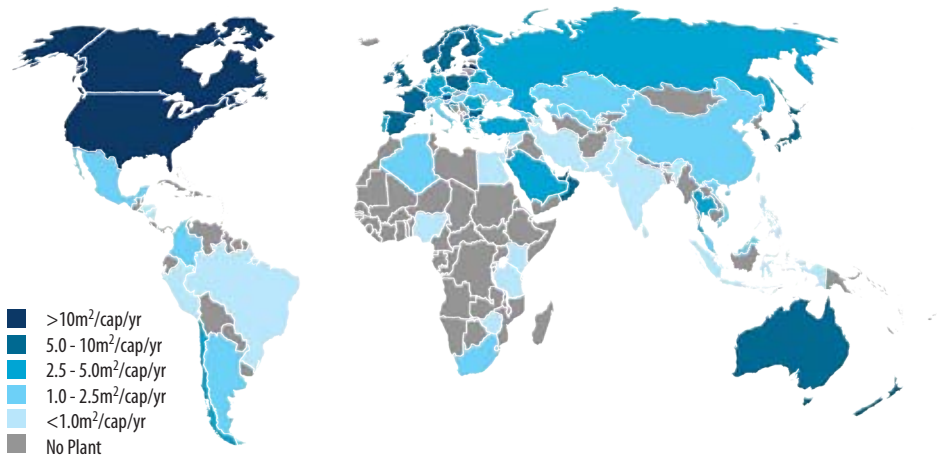 >10m²/cap/yr
5.0 - 10m²/cap/yr
2.5 - 5.0m²/cap/yr
1.0 - 2.5m²/cap/yr
<1.0m²/cap/yr
No Plant